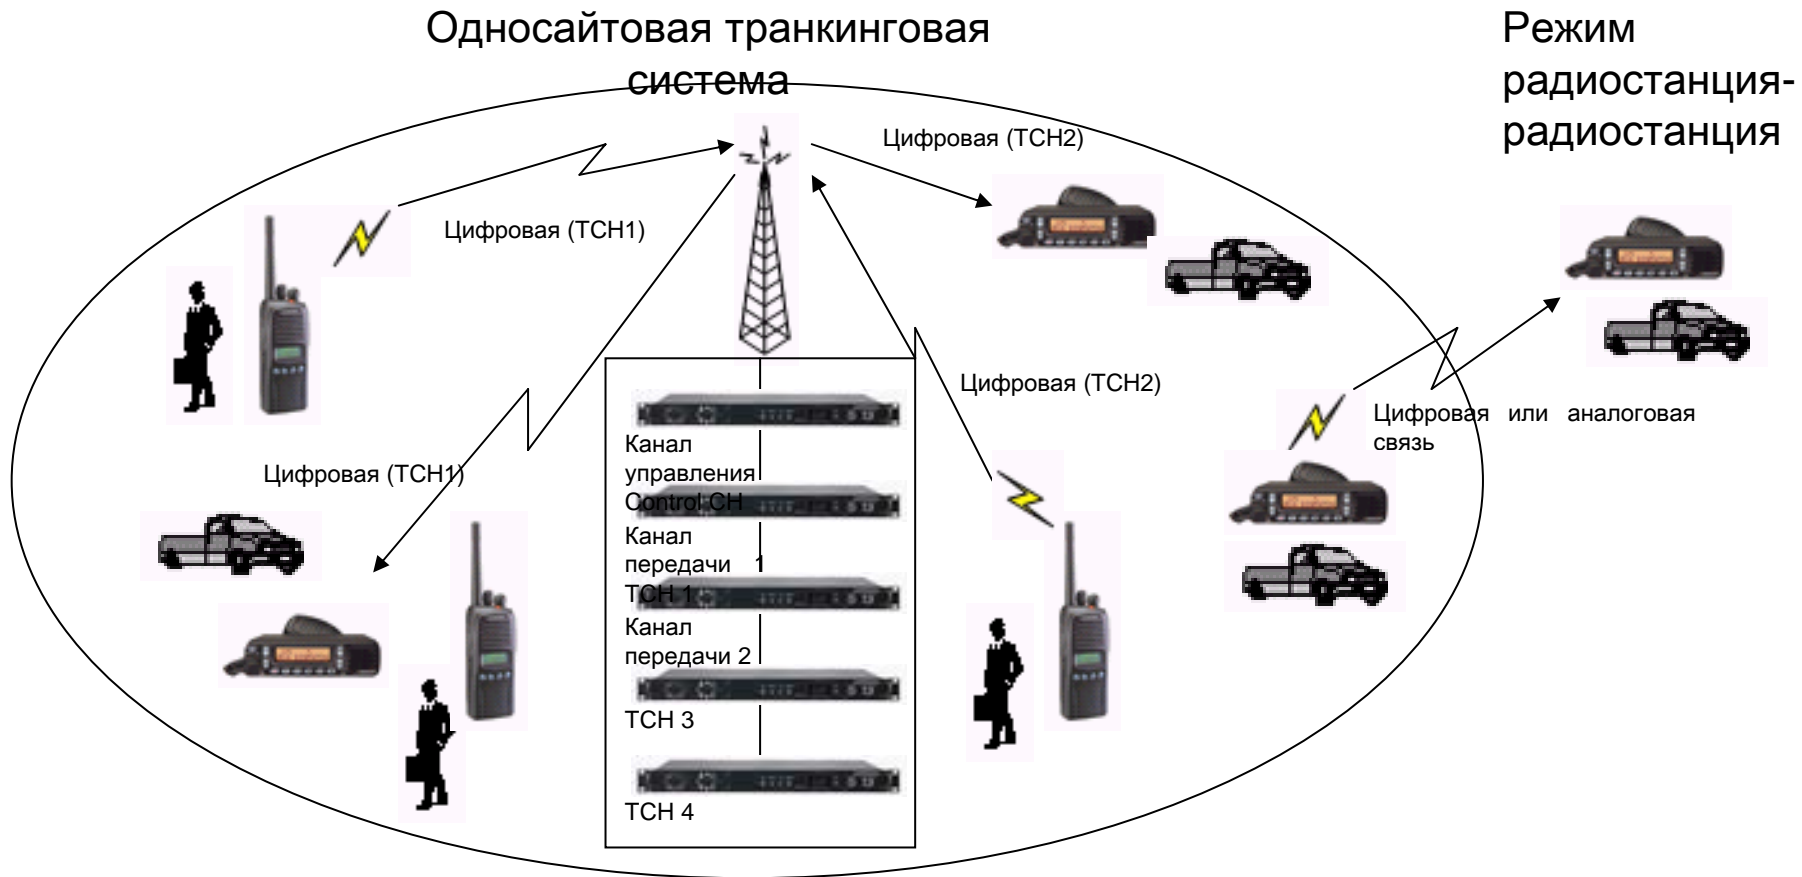 Односайтовая транкинговая
система
Режим
радиостанция-
радиостанция
Цифровая (TCH2)
Цифровая (TCH1)
Цифровая (TCH2)
Цифровая или аналоговая
связь
Цифровая (TCH1)
Канал
управления
Control CH
Канал
передачи 1
TCH 1
Канал
передачи 2
TCH 3
TCH 4